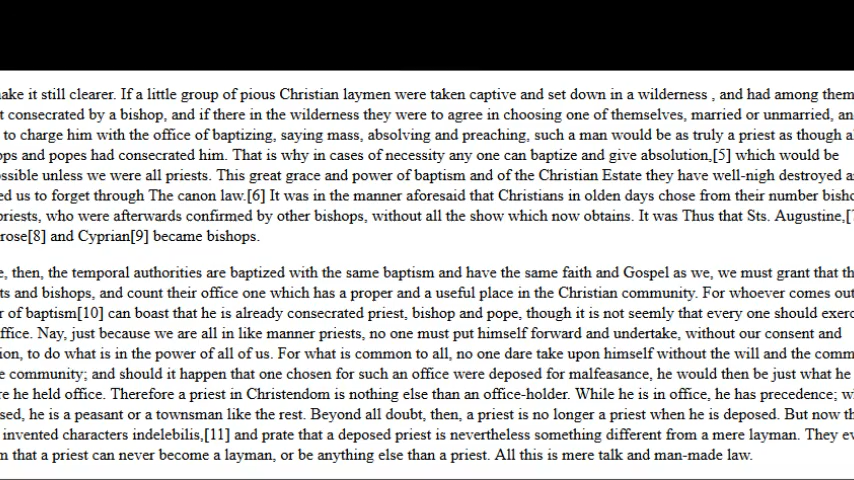 ake it still clearer. If a little group of pious Christian laymen were taken captive and set down in a wilderness , and had among them
t consecrated by a bishop, and if there in the wilderness they were to agree in choosing one of themselves, married or unmarried, an
to charge him with the office of baptizing, saying mass, absolving and preaching, such a man would be as truly a priest as though a
ops and popes had consecrated him. That is why in cases of necessity any one can baptize and give absolution,[5] which would be
ossible unless we were all priests. This great grace and power of baptism and of the Christian Estate they have well-nigh destroyed a
ed us to forget through The canon law.[6] It was in the manner aforesaid that Christians in olden days chose from their number bisho
priests, who were afterwards confirmed by other bishops, without all the show which now obtains. It was Thus that Sts. Augustine,[7
rose[8] and Cyprian[9] became bishops.
e, then, the temporal authorities are baptized with the same baptism and have the same faith and Gospel as we, we must grant that th
ts and bishops, and count their office one which has a proper and a useful place in the Christian community. For whoever comes out
r of baptism[10] can boast that he is already consecrated priest, bishop and pope, though it is not seemly that every one should exerc
ffice. Nay, just because we are all in like manner priests, no one must put himself forward and undertake, without our consent and
ion, to do what is in the power of all of us. For what is common to all, no one dare take upon himself without the will and the comm
e community; and should it happen that one chosen for such an office were deposed for malfeasance, he would then be just what he
re he held office. Therefore a priest in Christendom is nothing else than an office-holder. While he is in office, he has precedence; w
sed, he is a peasant or a townsman like the rest. Beyond all doubt, then, a priest is no longer a priest when he is deposed. But now th
invented characters indelebilis,[11] and prate that a deposed priest is nevertheless something different from a mere layman. They ev
m that a priest can never become a layman, or be anything else than a priest. All this is mere talk and man-made law.